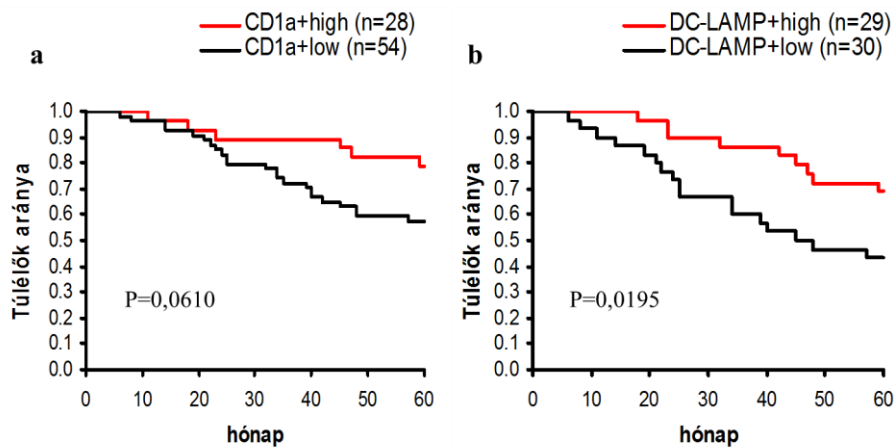 a
CD1a+high (n=28)
CD1a+low (n=54)
Túlélők aránya
1.0
0.9
0.8
0.7
0.6
0.5
0.4
0.3
0.2
0.1
0.0
P=0,0610
0 10 20 30 40 50 60
hónap
b
DC-LAMP+high (n=29)
DC-LAMP+low (n=30)
Túlélők aránya
1.0
0.9
0.8
0.7
0.6
0.5
0.4
0.3
0.2
0.1
0.0
P=0,0195
0 10 20 30 40 50 60
hónap